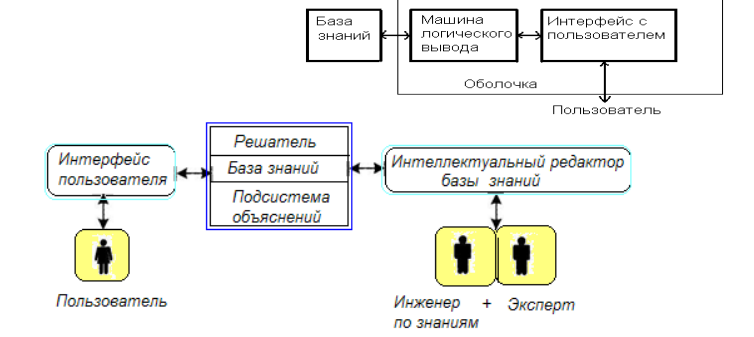 База
знаний
Машина
логического
вывода
Интерфейс с
пользователем
Оболочка
Пользователь
Решатель
База знаний
Подсистема
объяснений
Интерфейс
пользователя
Интеллектуальный редактор
базы знаний
Пользователь
Инженер + Эксперт
по знаниям